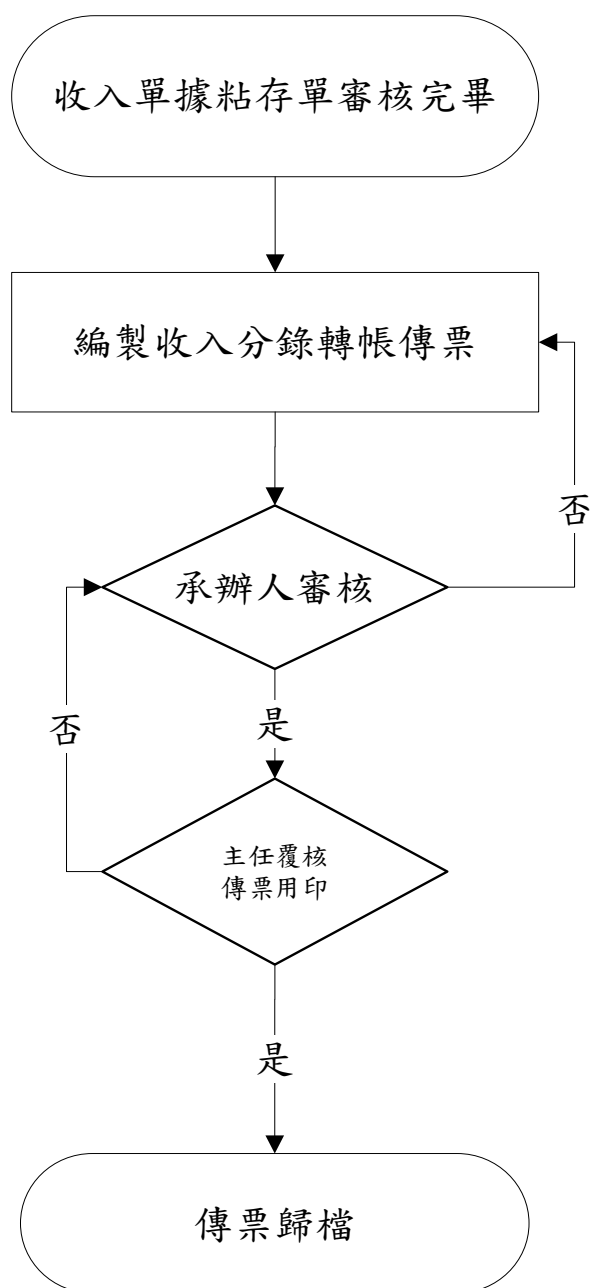 收入單據粘存單審核完畢
編製收入分錄轉帳傳票
否
承辦人審核
是
否
主任覆核
傳票用印
是
傳票歸檔